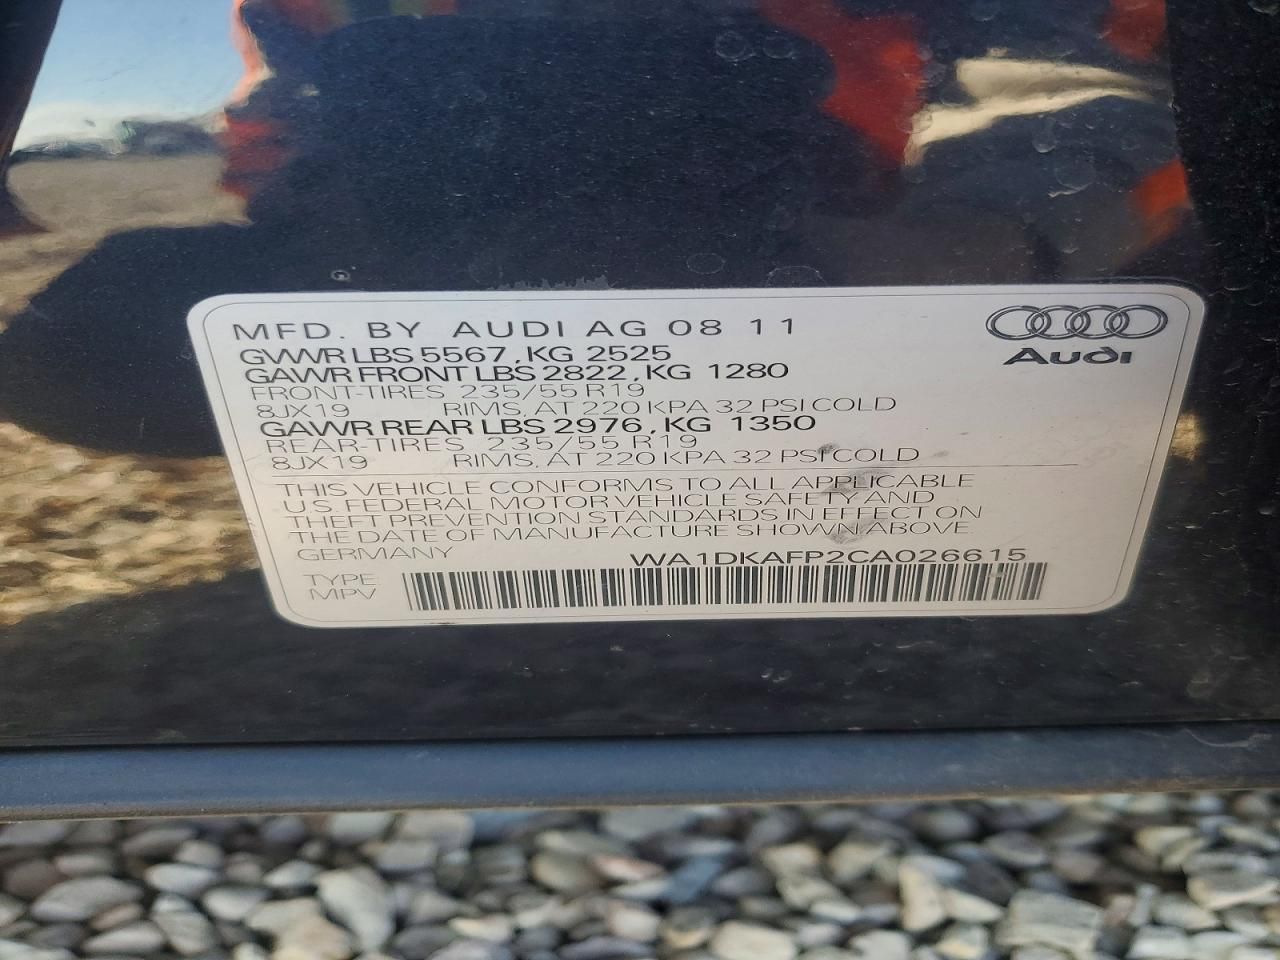 MFD. BY AUDI AG 08 11
Audi
GVWR LBS 5567, KG 2525
GAWR FRONT LBS 2822, KG 1280
FRONT-TIRES 235/55 R19
8JX19 RIMS, AT 220 KPA 32 PSI COLD
GAWR REAR LBS 2976, KG 1350
REAR-TIRES 235/55 R19
8JX19 RIMS, AT 220 KPA 32 PSI COLD
THIS VEHICLE CONFORMS TO ALL APPLICABLE
U.S. FEDERAL MOTOR VEHICLE SAFETY AND
THEFT PREVENTION STANDARDS IN EFFECT ON
THE DATE OF MANUFACTURE SHOWN ABOVE.
GERMANY WA1DKAFP2CA026615
TYPE:
MPV